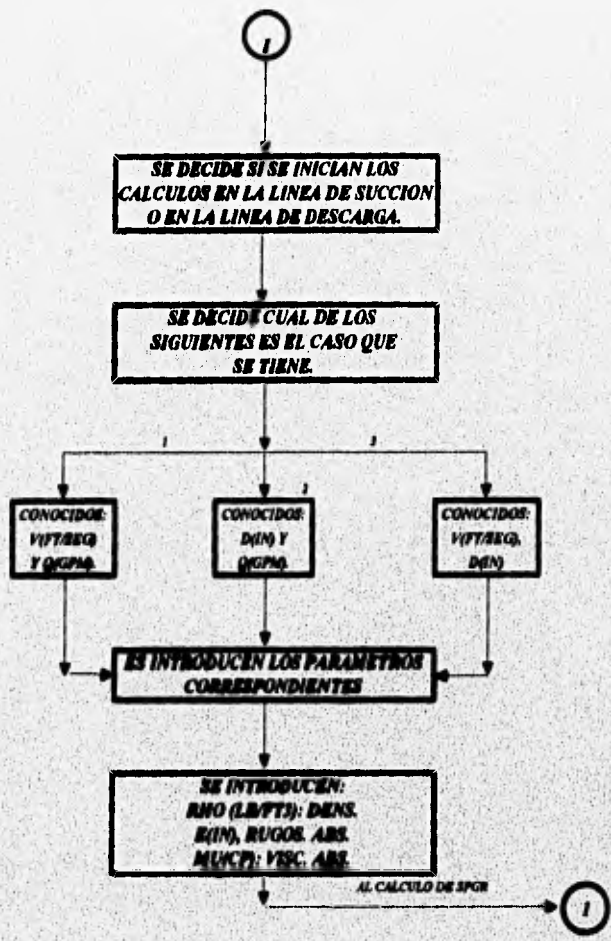 1
SE DECIDE SI SE INICIAN LOS
CALCULOS EN LA LINEA DE SUCCION
O EN LA LINEA DE DESCARGA.
SE DECIDE CUAL DE LOS
SIGUIENTES ES EL CASO QUE
SE TIENE.
1
3
2
CONOCIDOS:
V(FT/SEG)
Y Q(GPM).
CONOCIDOS:
D(IN) Y
Q(GPM).
CONOCIDOS:
V(FT/SEG),
D(IN)
ES INTRODUCEN LOS PARAMETROS
CORRESPONDIENTES
SE INTRODUCEN:
RHO (LB/FT3): DENS.
E(IN), RUGOS. ABS.
MU(CP): VISC. ABS.
AL CALCULO DE SPGR
1